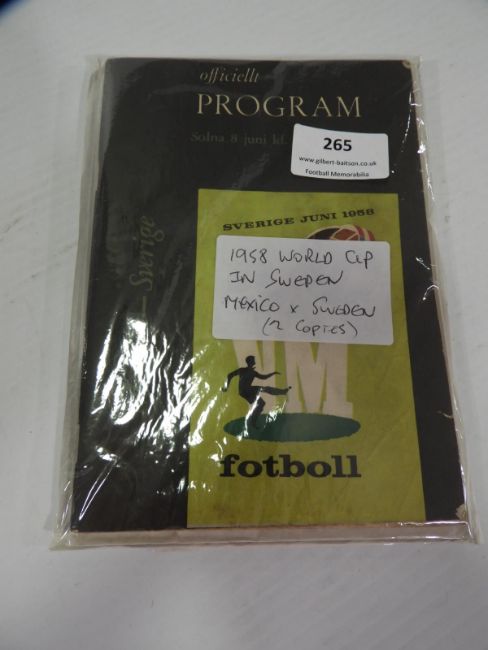 officiellt
PROGRAM
Solna 8 juni kl.
265
www.gilbert-baitson.co.uk
Football Memorabilia
– Sverige
SVERIGE JUNI 1958
1958 WORLD CUP
IN SWEDEN
MEXICO x SWEDEN
(2 COPIES)
VM
fotboll